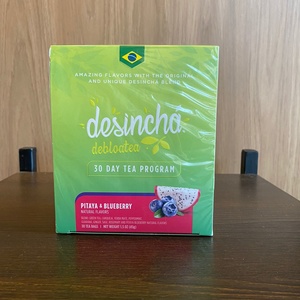 AMAZING FLAVORS WITH THE ORIGINAL
AND UNIQUE DESINCHÁ BLEND
desinchá
debloatea
30 DAY TEA PROGRAM
PITAYA & BLUEBERRY
NATURAL FLAVORS